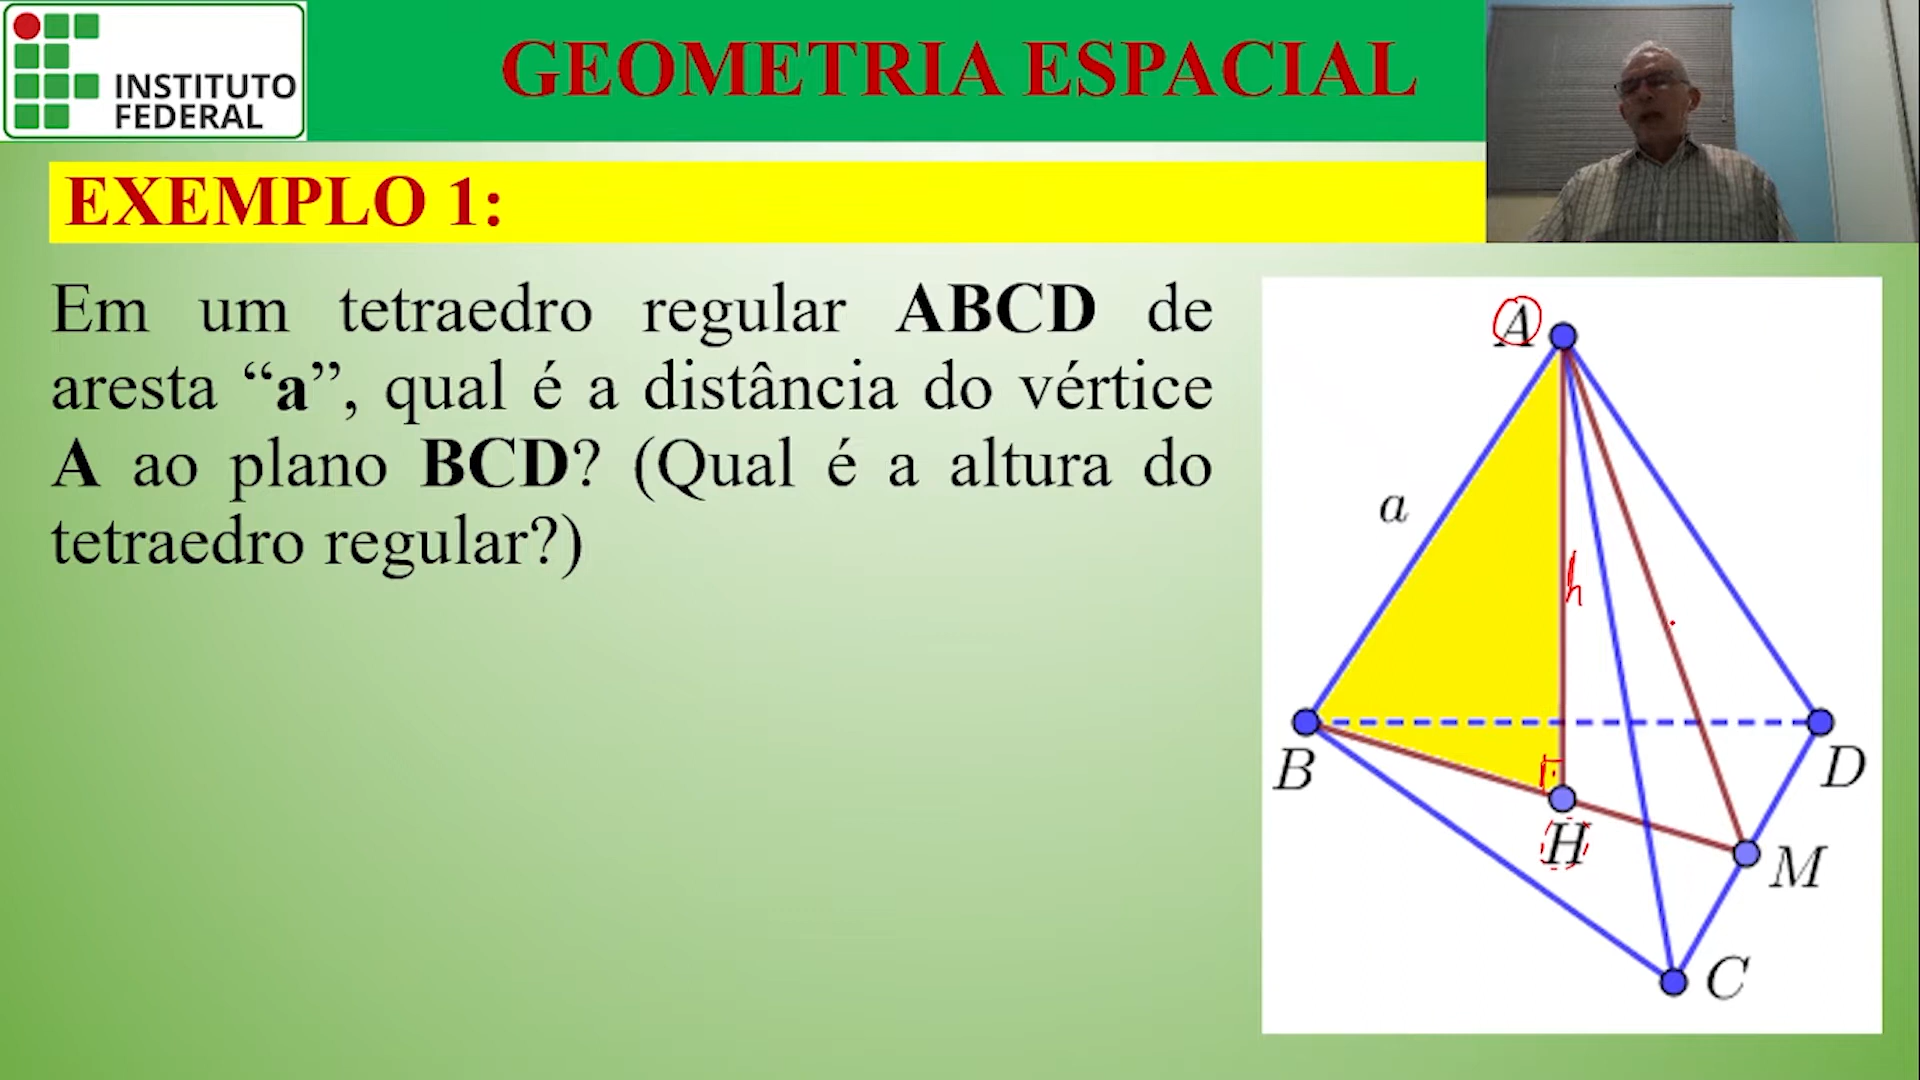 INSTITUTO
FEDERAL
GEOMETRIA ESPACIAL
EXEMPLO 1:
Em um tetraedro regular ABCD de
aresta “a”, qual é a distância do vértice
A ao plano BCD? (Qual é a altura do
tetraedro regular?)
A
a
h
B
D
H
M
C